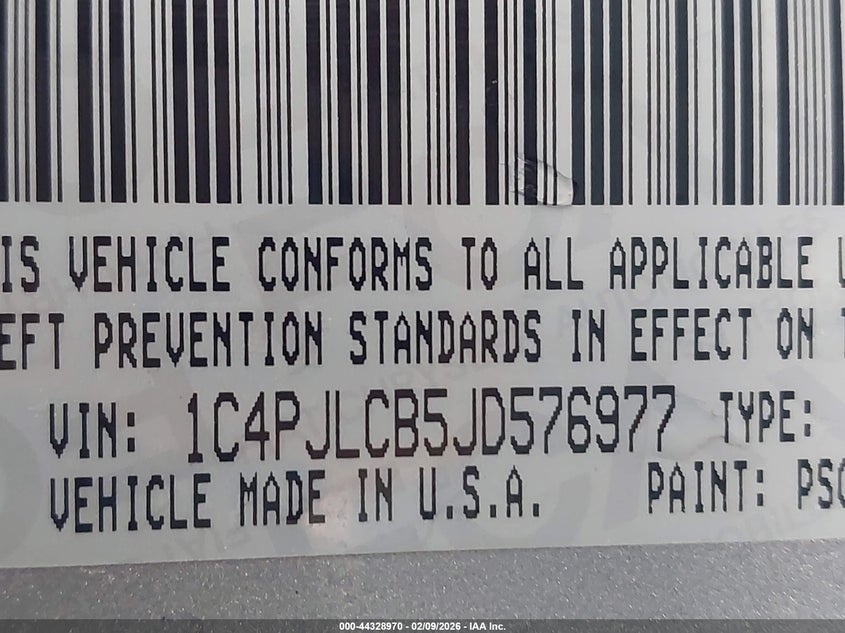 IS VEHICLE CONFORMS TO ALL APPLICABLE U
EFT PREVENTION STANDARDS IN EFFECT ON T
VIN: 1C4PJLCB5JD576977 TYPE:
VEHICLE MADE IN U.S.A. PAINT: PSC
000-44328970 - 02/09/2026 - IAA Inc.